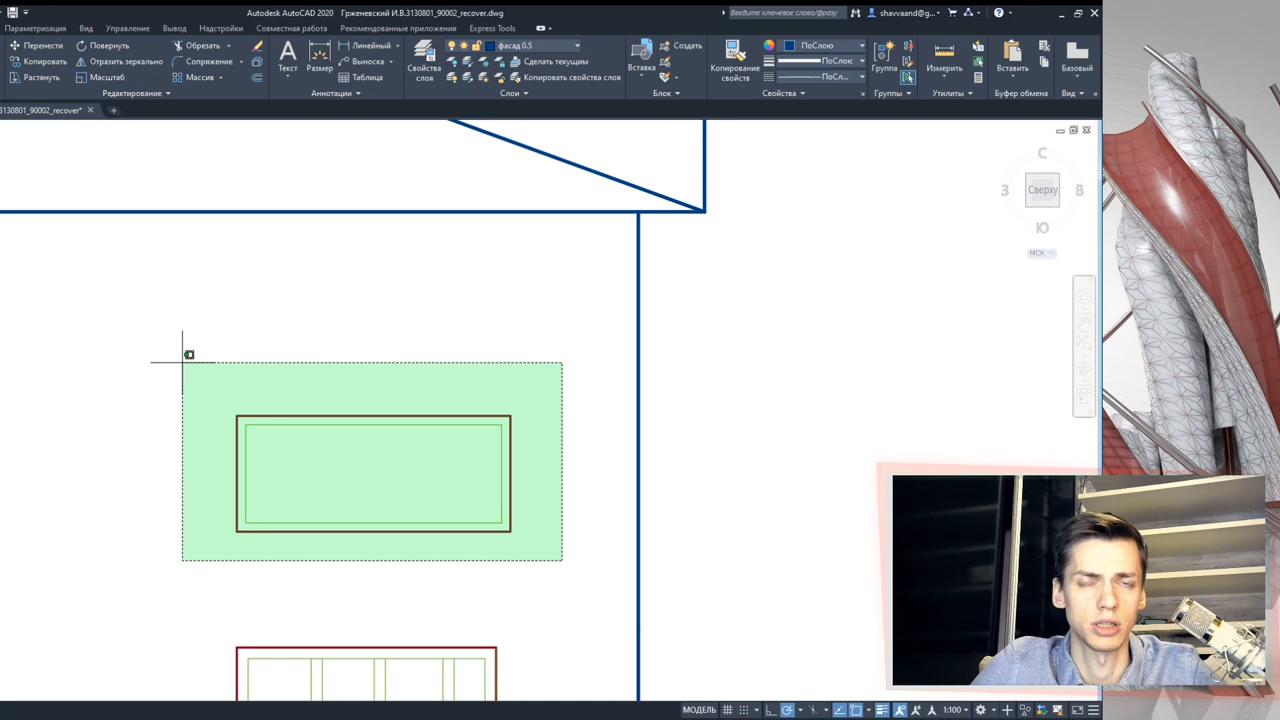 Autodesk AutoCAD 2020 Грженевский И.В.3130801_90002_recover.dwg
Введите ключевое слово/фразу
shavvaand@g...
Параметризация Вид Управление Вывод Надстройки Совместная работа Рекомендованные приложения Express Tools
Перенести Повернуть Обрезать
Копировать Отразить зеркально Сопряжение
Растянуть Масштаб Массив
Редактирование
Текст
Размер
Линейный
Выноска
Таблица
Аннотации
Свойства
слоя
фасад 0.5
Сделать текущим
Копировать свойства слоя
Слои
Вставка
Создать
Блок
Копирование
свойств
ПоСлою
ПоСлок
ПоСл...
Свойства
Группа
Группы
Измерить
Утилиты
Вставить
Буфер обмена
Базовый
Вид
3130801_90002_recover*
С
З Сверху В
Ю
МСК
МОДЕЛЬ
1:100